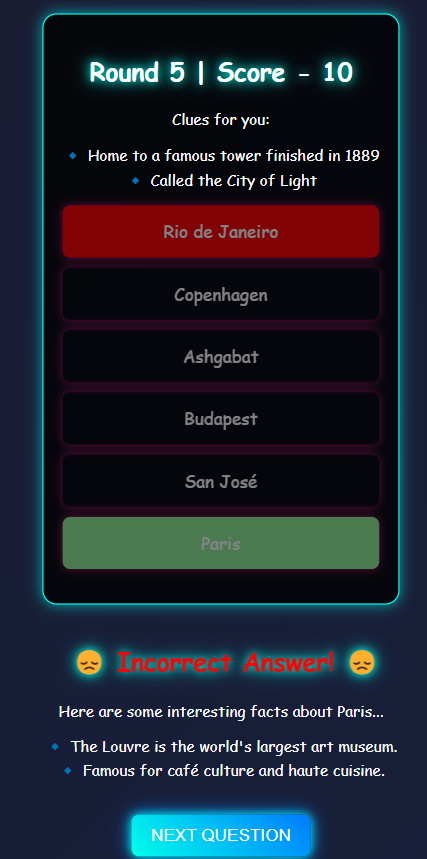 Round 5 | Score - 10
Clues for you:
Home to a famous tower finished in 1889
Called the City of Light
Rio de Janeiro
Copenhagen
Ashgabat
Budapest
San José
Paris
Incorrect Answer!
Here are some interesting facts about Paris...
The Louvre is the world's largest art museum.
Famous for café culture and haute cuisine.
NEXT QUESTION